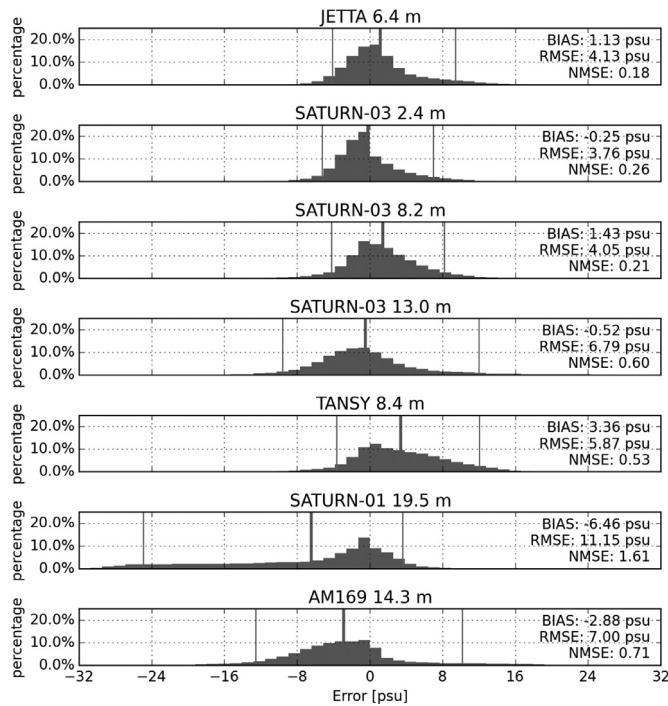 JETTA 6.4 m
percentage
20.0%
10.0%
0.0%
BIAS: 1.13 psu
RMSE: 4.13 psu
NMSE: 0.18
SATURN-03 2.4 m
percentage
20.0%
10.0%
0.0%
BIAS: -0.25 psu
RMSE: 3.76 psu
NMSE: 0.26
SATURN-03 8.2 m
percentage
20.0%
10.0%
0.0%
BIAS: 1.43 psu
RMSE: 4.05 psu
NMSE: 0.21
SATURN-03 13.0 m
percentage
20.0%
10.0%
0.0%
BIAS: -0.52 psu
RMSE: 6.79 psu
NMSE: 0.60
TANSY 8.4 m
percentage
20.0%
10.0%
0.0%
BIAS: 3.36 psu
RMSE: 5.87 psu
NMSE: 0.53
SATURN-01 19.5 m
percentage
20.0%
10.0%
0.0%
BIAS: -6.46 psu
RMSE: 11.15 psu
NMSE: 1.61
AM169 14.3 m
percentage
20.0%
10.0%
0.0%
BIAS: -2.88 psu
RMSE: 7.00 psu
NMSE: 0.71
−32 −24 −16 −8 0 8 16 24 32
Error [psu]